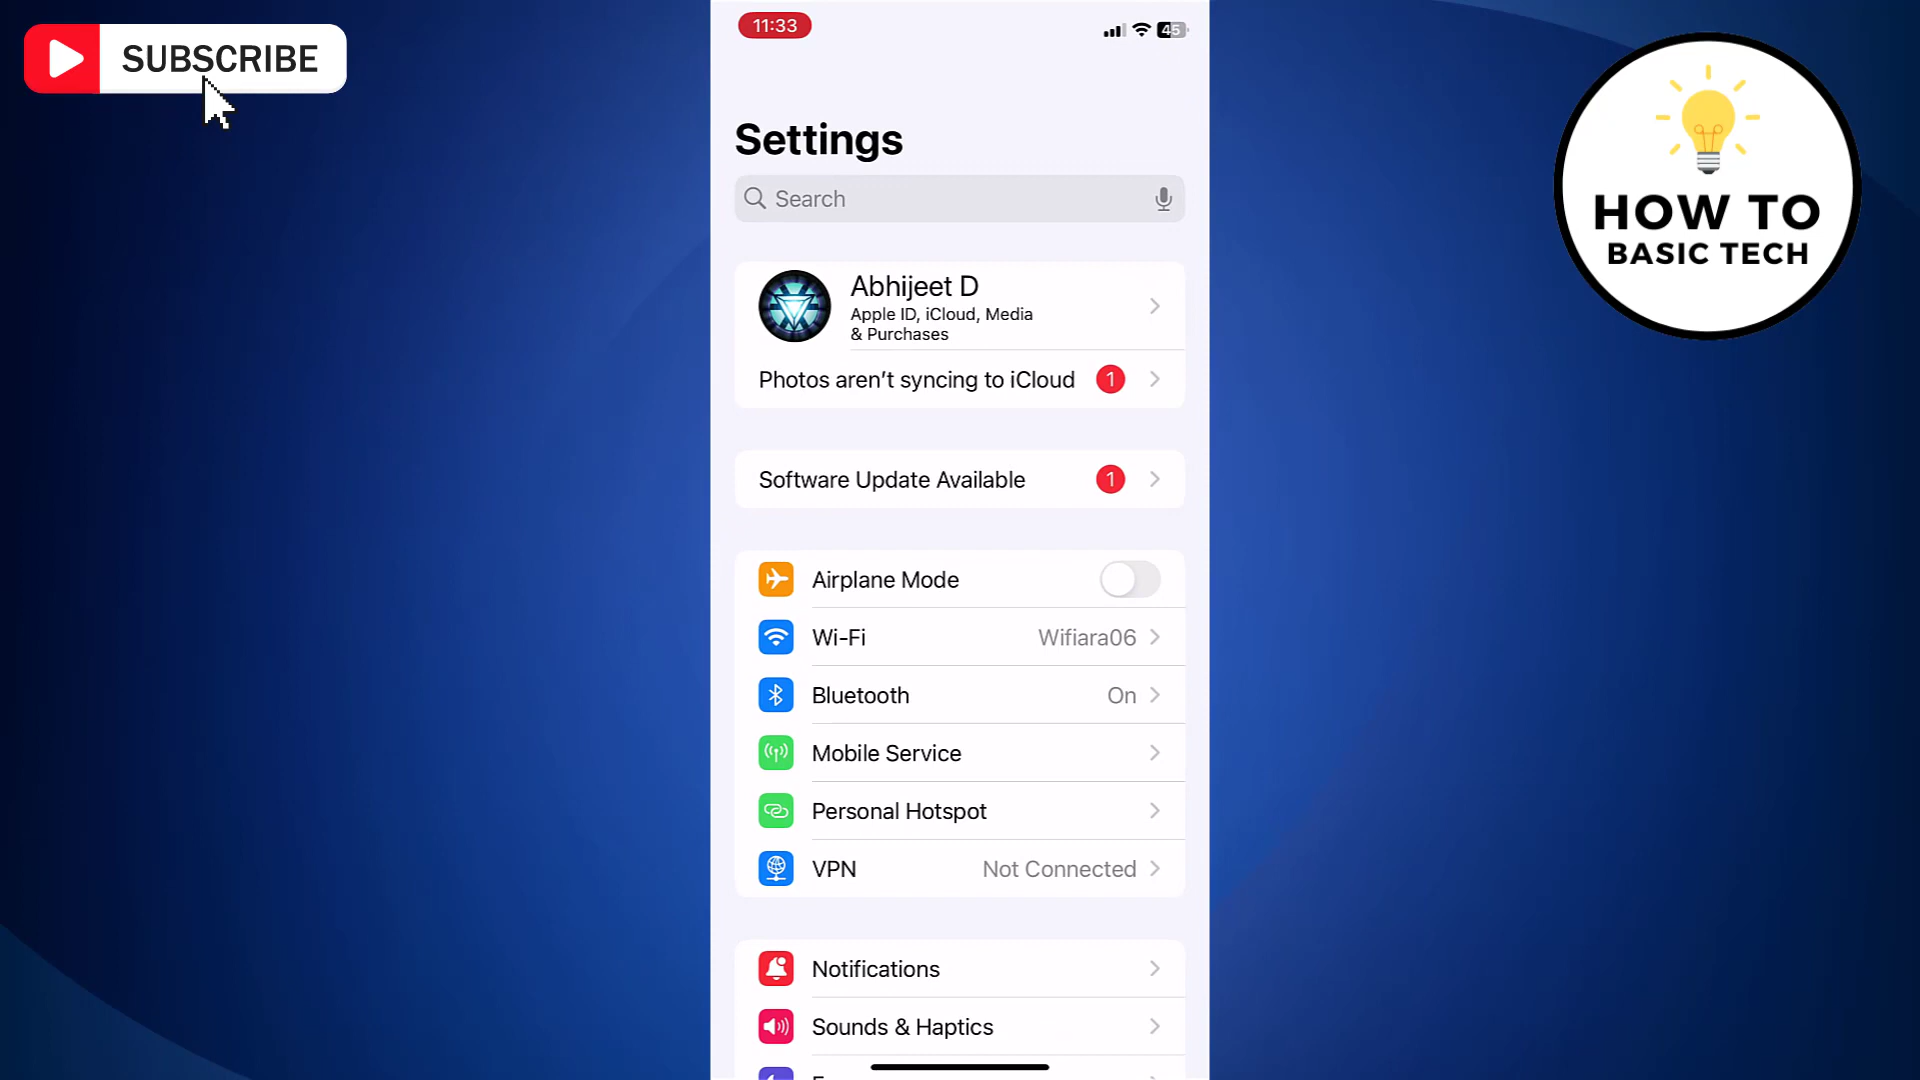 SUBSCRIBE
11:33
45
Settings
Search
Abhijeet D
Apple ID, iCloud, Media
& Purchases
Photos aren't syncing to iCloud 1
Software Update Available 1
Airplane Mode
Wi-Fi Wifiara06
Bluetooth On
Mobile Service
Personal Hotspot
VPN Not Connected
Notifications
Sounds & Haptics
HOW TO
BASIC TECH